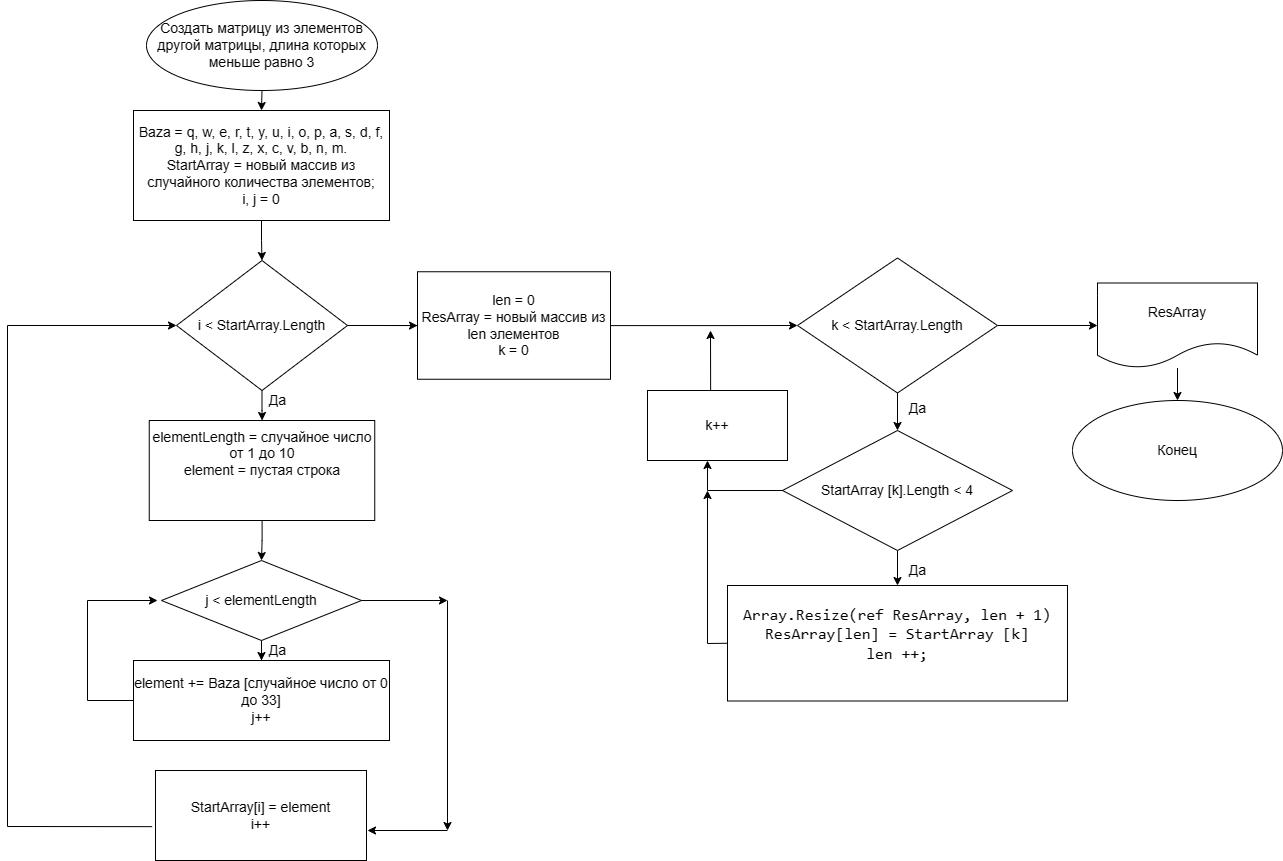 Создать матрицу из элементов
другой матрицы, длина которых
меньше равно 3
Baza = q, w, e, r, t, y, u, i, o, p, a, s, d, f,
g, h, j, k, l, z, x, c, v, b, n, m.
StartArray = новый массив из
случайного количества элементов;
i, j = 0
i < StartArray.Length
Да
elementLength = случайное число
от 1 до 10
element = пустая строка
j < elementLength
Да
element += Baza [случайное число от 0
до 33]
j++
StartArray[i] = element
i++
len = 0
ResArray = новый массив из
len элементов
k = 0
k < StartArray.Length
Да
k++
StartArray [k].Length < 4
Да
Array.Resize(ref ResArray, len + 1)
ResArray[len] = StartArray [k]
len ++;
ResArray
Конец